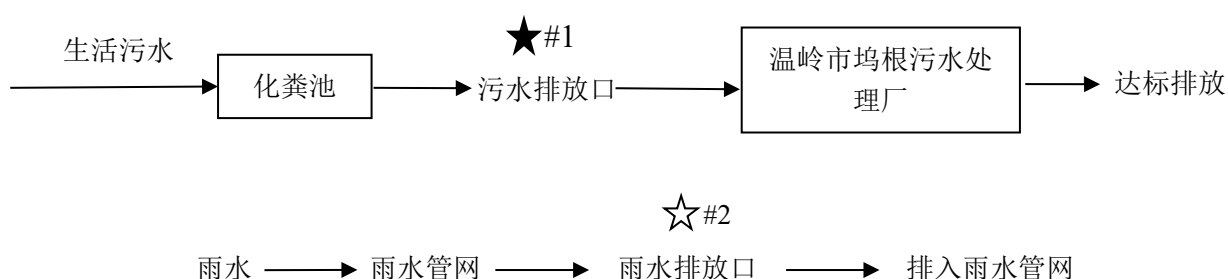 ★#1
生活污水
化粪池
污水排放口
温岭市坞根污水处
理厂
达标排放
☆#2
雨水
雨水管网
雨水排放口
排入雨水管网